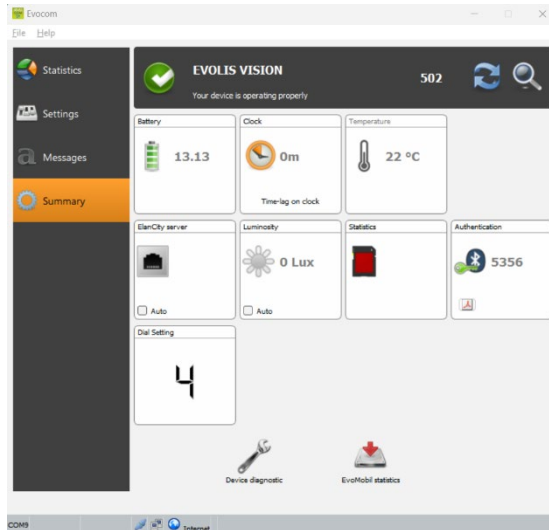 Evocom
File Help
Statistics
Settings
Messages
Summary
EVOLIS VISION
502
Your device is operating properly
Battery
13.13
Clock
0m
Time-lag on clock
Temperature
22 °C
ElanCity server
Auto
Luminosity
0 Lux
Auto
Statistics
Authentication
5356
Dial Setting
4
Device diagnostic
EvoMobil statistics
COM9
Internet